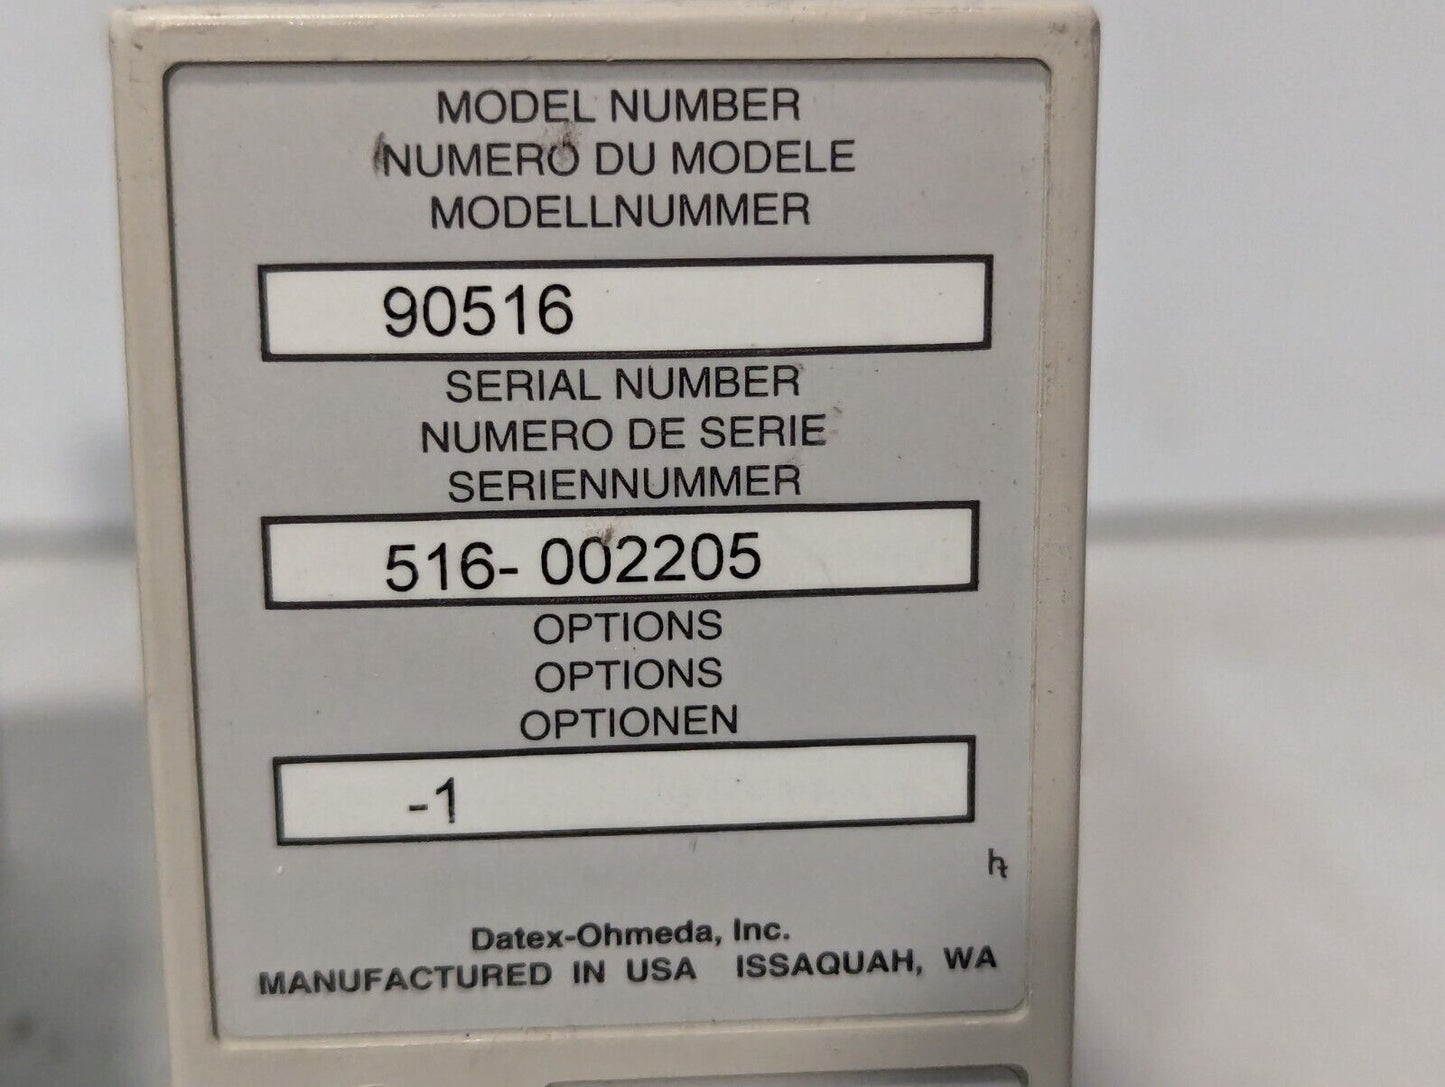 MODEL NUMBER
NUMERO DU MODELE
MODELLNUMMER
90516
SERIAL NUMBER
NUMERO DE SERIE
SERIENNUMMER
516- 002205
OPTIONS
OPTIONS
OPTIONEN
-1
Datex-Ohmeda, Inc.
MANUFACTURED IN USA ISSAQUAH, WA